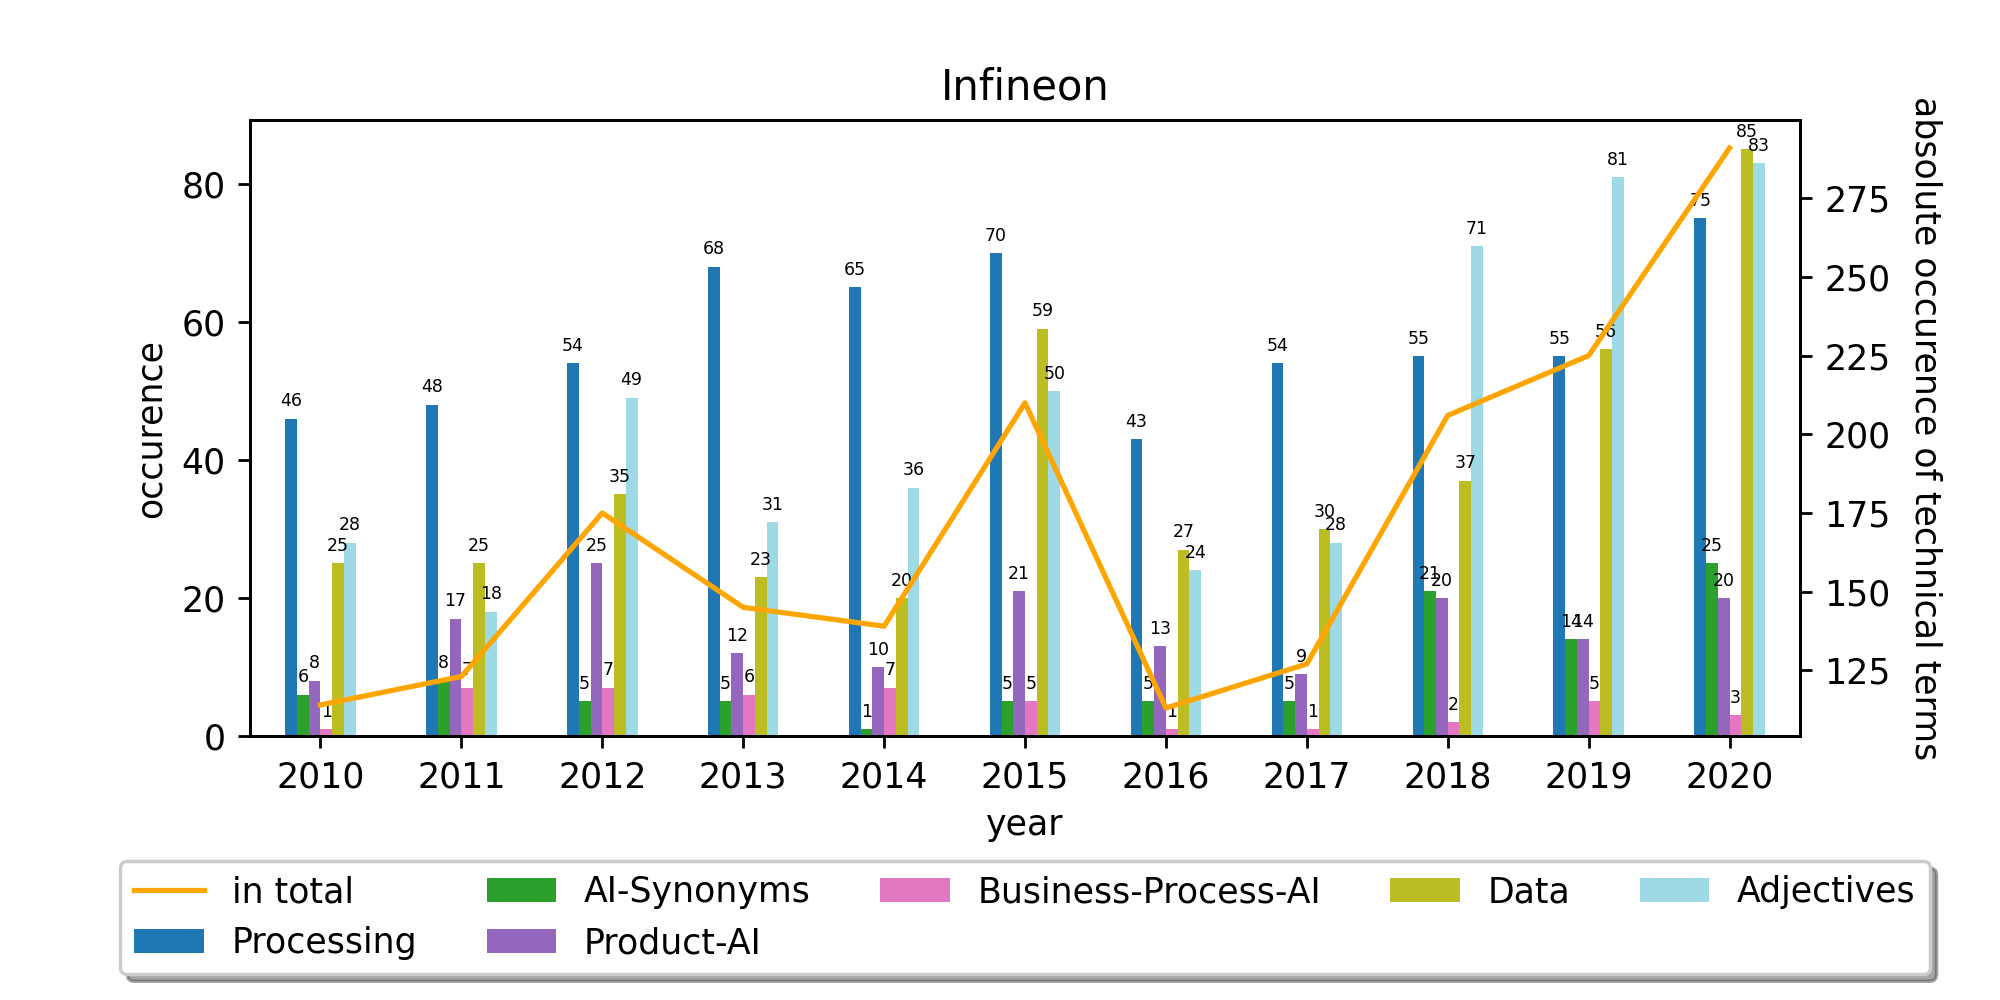 Infineon
occurence
80
60
40
20
0
absolute occurence of technical terms
275
250
225
200
175
150
125
46 6 8 1 25 28
48 8 17 7 25 18
54 5 25 7 35 49
68 5 12 6 23 31
65 1 10 7 20 36
70 5 21 5 59 50
43 5 13 1 27 24
54 5 9 1 30 28
55 21 20 2 37 71
55 14 14 5 56 81
75 25 20 3 85 83
2010 2011 2012 2013 2014 2015 2016 2017 2018 2019 2020
year
in total AI-Synonyms Business-Process-AI Data Adjectives
Processing Product-AI